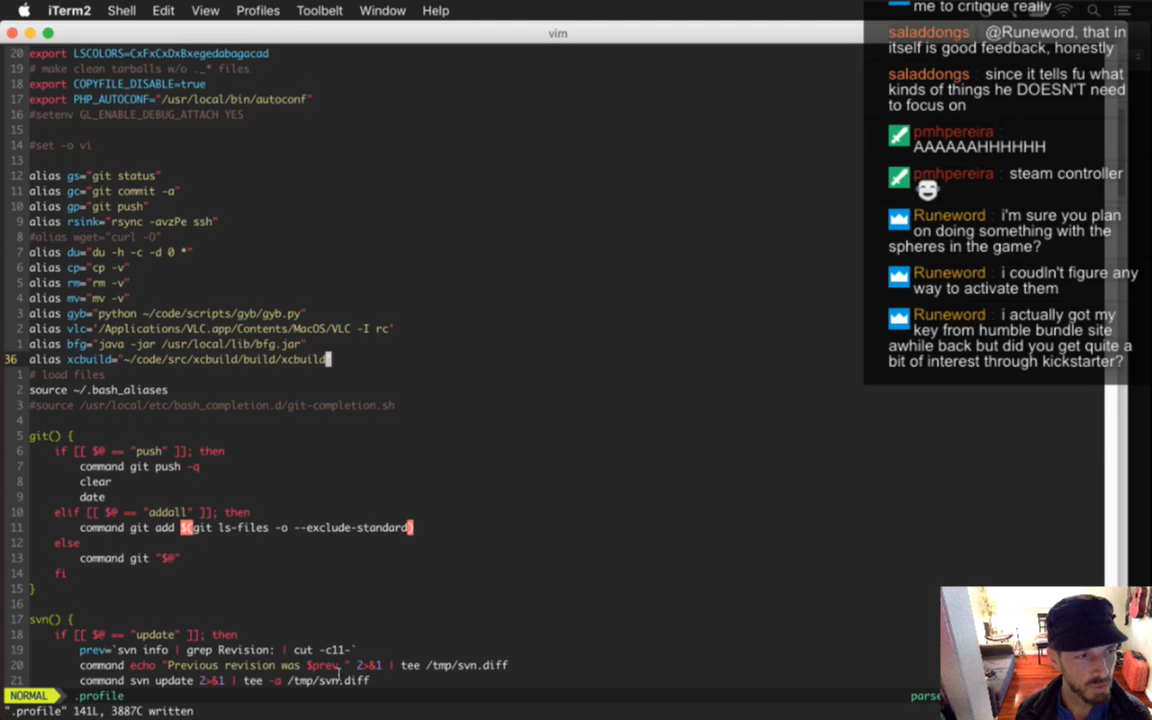 iTerm2 Shell Edit View Profiles Toolbelt Window Help
vim
20 export LSCOLORS=CxFxCxDxBxegedabagacad
19 # make clean tarballs w/o ._* files
18 export COPYFILE_DISABLE=true
17 export PHP_AUTOCONF="/usr/local/bin/autoconf"
16 #setenv GL_ENABLE_DEBUG_ATTACH YES
15
14 #set -o vi
13
12 alias gs="git status"
11 alias gc="git commit -a"
10 alias gp="git push"
9 alias rsink="rsync -avzPe ssh"
8 #alias wget="curl -O"
7 alias du="du -h -c -d 0 *"
6 alias cp="cp -v"
5 alias rm="rm -v"
4 alias mv="mv -v"
3 alias gyb="python ~/code/scripts/gyb/gyb.py"
2 alias vlc='/Applications/VLC.app/Contents/MacOS/VLC -I rc'
1 alias bfg="java -jar /usr/local/lib/bfg.jar"
36 alias xcbuild="~/code/src/xcbuild/build/xcbuild
1 # load files
2 source ~/.bash_aliases
3 #source /usr/local/etc/bash_completion.d/git-completion.sh
4
5 git() {
6 if [[ $@ == "push" ]]; then
7 command git push -q
8 clear
9 date
10 elif [[ $@ == "addall" ]]; then
11 command git add $(git ls-files -o --exclude-standard)
12 else
13 command git "$@"
14 fi
15 }
16
17 svn() {
18 if [[ $@ == "update" ]]; then
19 prev=`svn info | grep Revision: | cut -c11-`
20 command echo "Previous revision was $prev." 2>&1 | tee /tmp/svn.diff
21 command svn update 2>&1 | tee -a /tmp/svn.diff
NORMAL .profile parse
".profile" 141L, 3887C written
me to critique really
saladdongs : @Runeword, that in
itself is good feedback, honestly
saladdongs : since it tells fu what
kinds of things he DOESN'T need
to focus on
pmhpereira :
AAAAAAHHHHHH
pmhpereira : steam controller
Runeword : i'm sure you plan
on doing something with the
spheres in the game?
Runeword : i coudln't figure any
way to activate them
Runeword : i actually got my
key from humble bundle site
awhile back but did you get quite a
bit of interest through kickstarter?